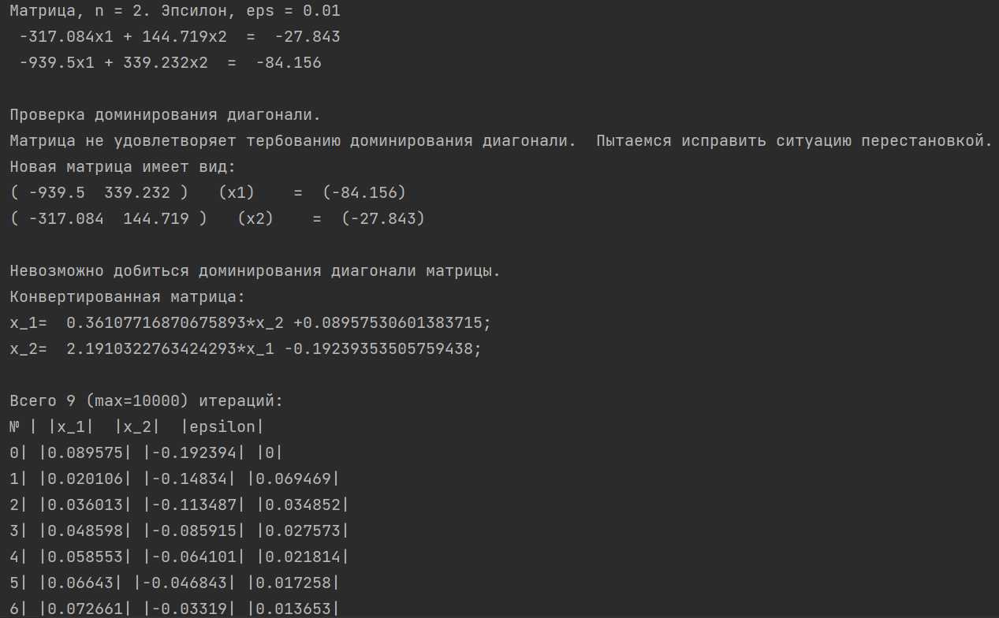 Матрица, n = 2. Эпсилон, eps = 0.01
-317.084x1 + 144.719x2  =  -27.843
-939.5x1 + 339.232x2  =  -84.156
Проверка доминирования диагонали.
Матрица не удовлетворяет тербованию доминирования диагонали.  Пытаемся исправить ситуацию перестановкой.
Новая матрица имеет вид:
( -939.5  339.232 )   (x1)    =  (-84.156)
( -317.084  144.719 )   (x2)    =  (-27.843)
Невозможно добиться доминирования диагонали матрицы.
Конвертированная матрица:
x_1=  0.36107716870675893*x_2 +0.08957530601383715;
x_2=  2.1910322763424293*x_1 -0.19239353505759438;
Всего 9 (max=10000) итераций:
№ | |x_1|  |x_2|  |epsilon|
0| |0.089575| |-0.192394| |0|
1| |0.020106| |-0.14834| |0.069469|
2| |0.036013| |-0.113487| |0.034852|
3| |0.048598| |-0.085915| |0.027573|
4| |0.058553| |-0.064101| |0.021814|
5| |0.06643| |-0.046843| |0.017258|
6| |0.072661| |-0.03319| |0.013653|